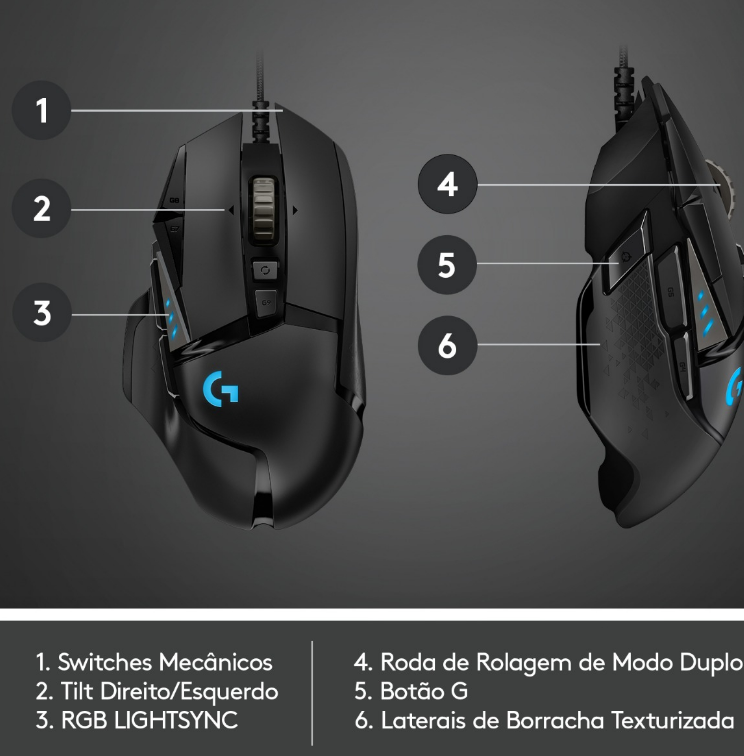 1
2
3
4
5
6
1. Switches Mecânicos
2. Tilt Direito/Esquerdo
3. RGB LIGHTSYNC
4. Roda de Rolagem de Modo Duplo
5. Botão G
6. Laterais de Borracha Texturizada